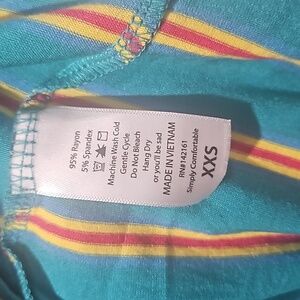 95% Rayon
5% Spandex
Machine Wash Cold
Gentle Cycle
Do Not Bleach
Hang Dry
or you'll be sad
MADE IN VIETNAM
RN#142161
Simply Comfortable
XXS